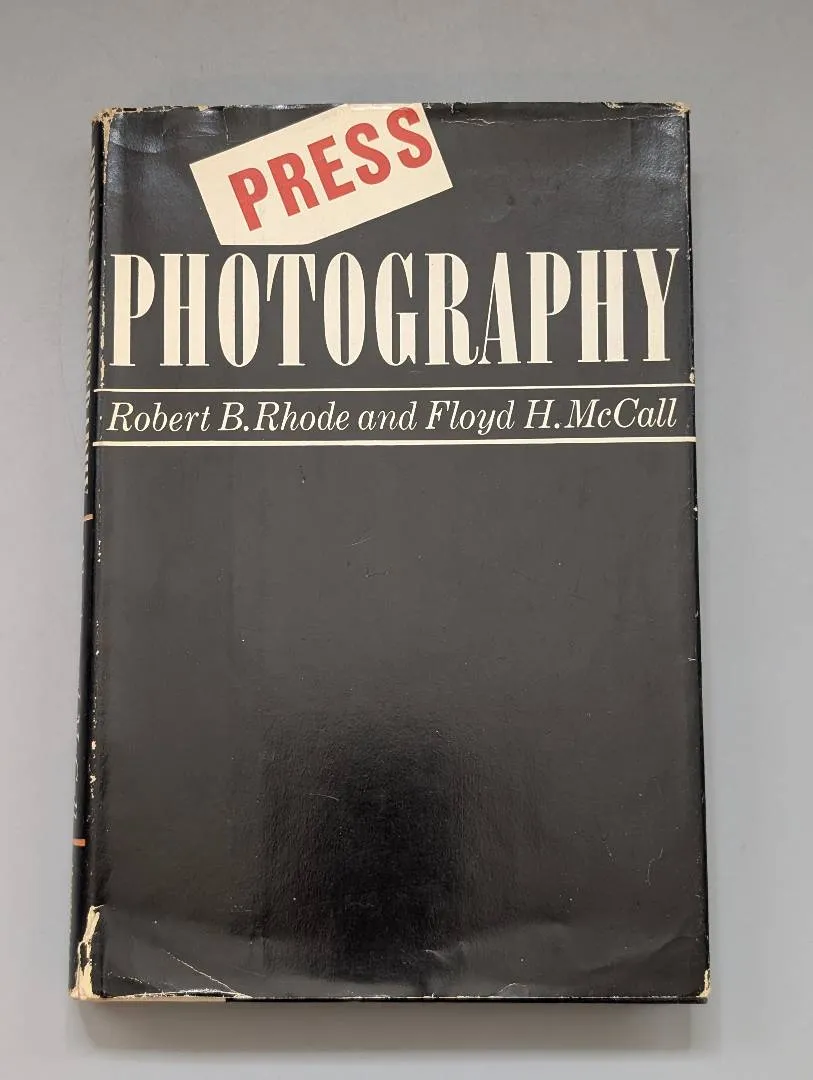 PRESS
PHOTOGRAPHY
Robert B. Rhode and Floyd H. McCall